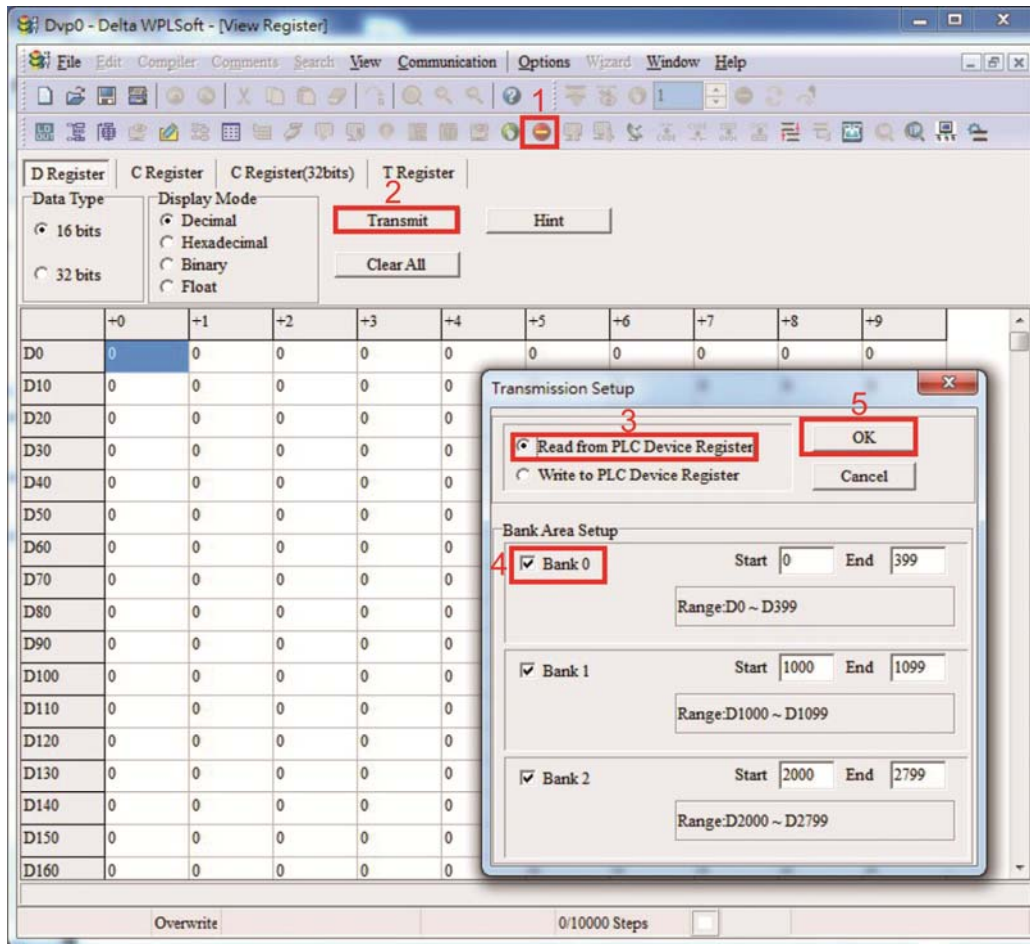 Dvp0 - Delta WPLSoft - [View Register]
File Edit Compiler Comments Search View Communication Options Wizard Window Help
1
1
D Register C Register C Register(32bits) T Register
2
Data Type Display Mode
16 bits Decimal Transmit Hint
Hexadecimal
32 bits Binary Clear All
Float
+0 +1 +2 +3 +4 +5 +6 +7 +8 +9
D0 0 0 0 0 0 0 0 0 0 0
D10 0 0 0 0 0
D20 0 0 0 0 0
D30 0 0 0 0 0
D40 0 0 0 0 0
D50 0 0 0 0 0
D60 0 0 0 0 0
D70 0 0 0 0 0
D80 0 0 0 0 0
D90 0 0 0 0 0
D100 0 0 0 0 0
D110 0 0 0 0 0
D120 0 0 0 0 0
D130 0 0 0 0 0
D140 0 0 0 0 0
D150 0 0 0 0 0
D160 0 0 0 0 0
Transmission Setup
3 5
Read from PLC Device Register OK
Write to PLC Device Register Cancel
Bank Area Setup
4 Bank 0 Start 0 End 399
Range:D0 ~ D399
Bank 1 Start 1000 End 1099
Range:D1000 ~ D1099
Bank 2 Start 2000 End 2799
Range:D2000 ~ D2799
Overwrite 0/10000 Steps